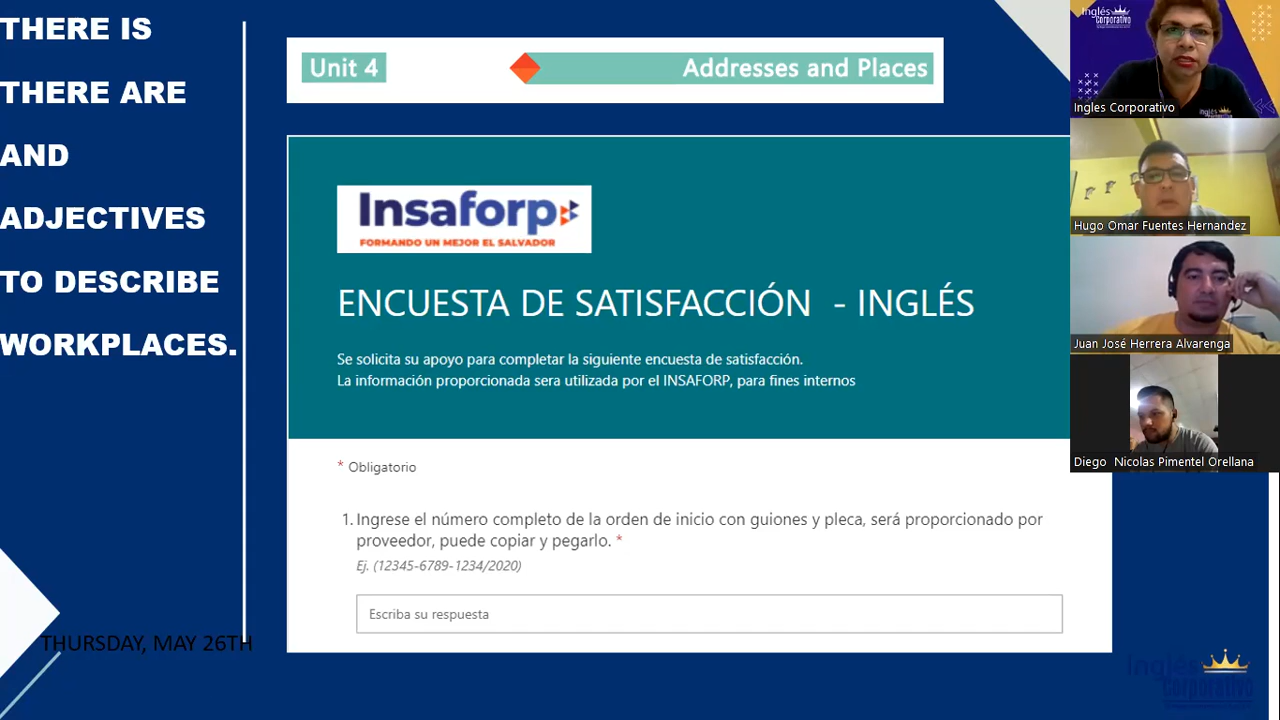 THERE IS
THERE ARE
AND
ADJECTIVES
TO DESCRIBE
WORKPLACES.
THURSDAY, MAY 26TH
Unit 4
Addresses and Places
Insaforp
FORMANDO UN MEJOR EL SALVADOR
ENCUESTA DE SATISFACCIÓN - INGLÉS
Se solicita su apoyo para completar la siguiente encuesta de satisfacción.
La información proporcionada sera utilizada por el INSAFORP, para fines internos
* Obligatorio
1. Ingrese el número completo de la orden de inicio con guiones y pleca, será proporcionado por
proveedor, puede copiar y pegarlo. *
Ej. (12345-6789-1234/2020)
Escriba su respuesta
Inglés
Corporativo
Ingles Corporativo
Hugo Omar Fuentes Hernandez
Juan José Herrera Alvarenga
Diego Nicolas Pimentel Orellana
Inglés
Corporativo